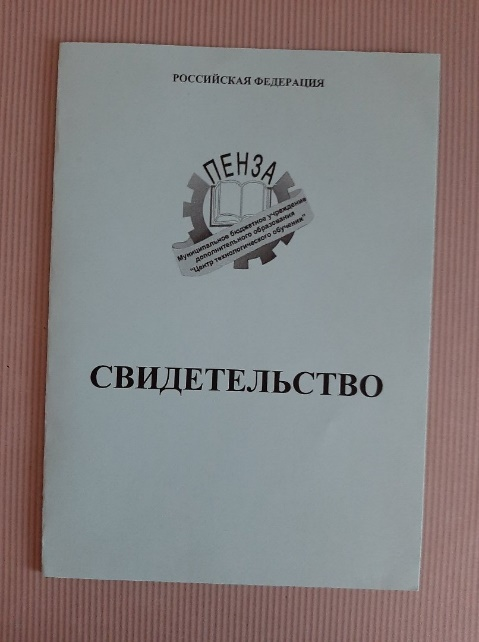 РОССИЙСКАЯ ФЕДЕРАЦИЯ
ПЕНЗА
Муниципальное бюджетное учреждение
дополнительного образования
"Центр технологического обучения"
СВИДЕТЕЛЬСТВО